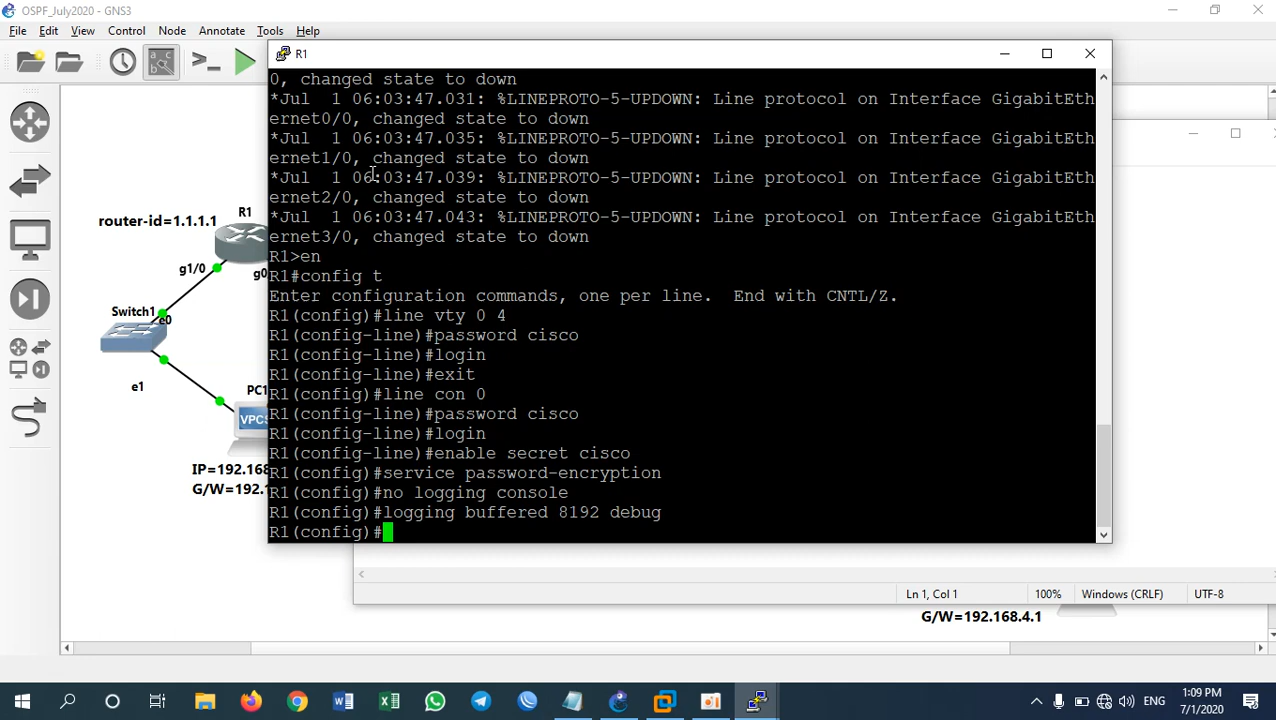 OSPF_July2020 - GNS3
File Edit View Control Node Annotate Tools Help
R1
0, changed state to down
*Jul  1 06:03:47.031: %LINEPROTO-5-UPDOWN: Line protocol on Interface GigabitEth
ernet0/0, changed state to down
*Jul  1 06:03:47.035: %LINEPROTO-5-UPDOWN: Line protocol on Interface GigabitEth
ernet1/0, changed state to down
*Jul  1 06:03:47.039: %LINEPROTO-5-UPDOWN: Line protocol on Interface GigabitEth
ernet2/0, changed state to down
*Jul  1 06:03:47.043: %LINEPROTO-5-UPDOWN: Line protocol on Interface GigabitEth
ernet3/0, changed state to down
R1>en
R1#config t
Enter configuration commands, one per line.  End with CNTL/Z.
R1(config)#line vty 0 4
R1(config-line)#password cisco
R1(config-line)#login
R1(config-line)#exit
R1(config)#line con 0
R1(config-line)#password cisco
R1(config-line)#login
R1(config-line)#enable secret cisco
R1(config)#service password-encryption
R1(config)#no logging console
R1(config)#logging buffered 8192 debug
R1(config)#
router-id=1.1.1.1
R1
g1/0
g0
Switch1
e0
e1
PC1
VPCS
IP=192.168
G/W=192.1
Ln 1, Col 1 100% Windows (CRLF) UTF-8
G/W=192.168.4.1
ENG
1:09 PM
7/1/2020